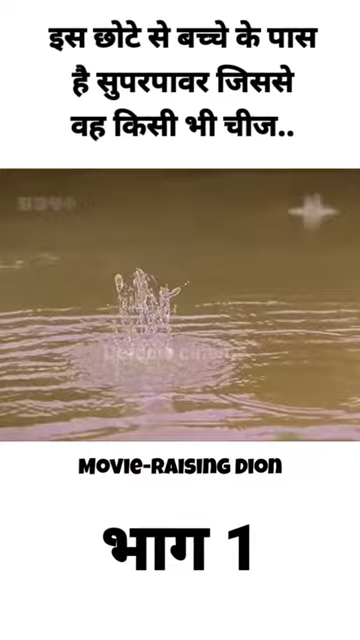 इस छोटे से बच्चे के पास
है सुपरपावर जिससे
वह किसी भी चीज..
MOVIE-RAISING DION
भाग 1